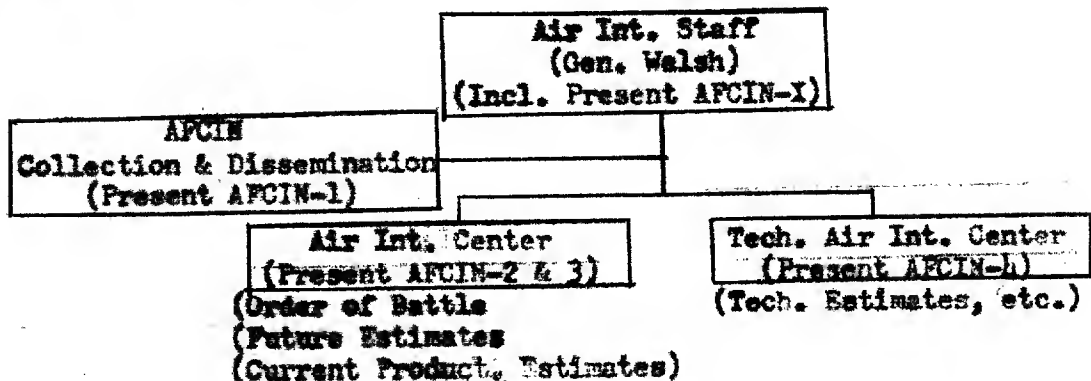 Air Int. Staff
(Gen. Walsh)
(Incl. Present AFCIN-X)
AFCIN
Collection & Dissemination
(Present AFCIN-1)
Air Int. Center
(Present AFCIN-2 & 3)
(Order of Battle
(Future Estimates
(Current Product. Estimates)
Tech. Air Int. Center
(Present AFCIN-4)
(Tech. Estimates, etc.)